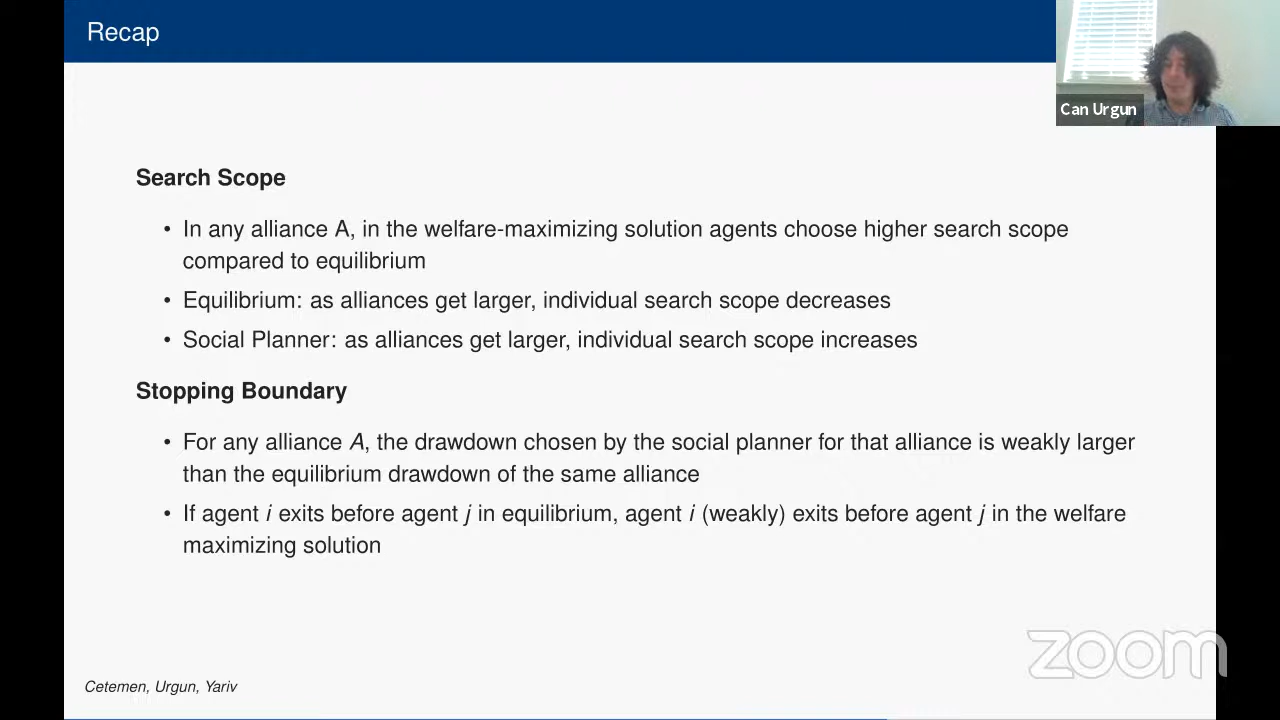 Recap
Can Urgun
Search Scope
• In any alliance A, in the welfare-maximizing solution agents choose higher search scope
compared to equilibrium
• Equilibrium: as alliances get larger, individual search scope decreases
• Social Planner: as alliances get larger, individual search scope increases
Stopping Boundary
• For any alliance A, the drawdown chosen by the social planner for that alliance is weakly larger
than the equilibrium drawdown of the same alliance
• If agent i exits before agent j in equilibrium, agent i (weakly) exits before agent j in the welfare
maximizing solution
zoom
Cetemen, Urgun, Yariv